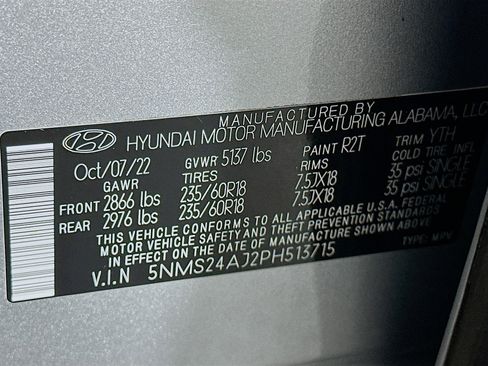 MANUFACTURED BY
HYUNDAI MOTOR MANUFACTURING ALABAMA, LLC
Oct/07/22 GVWR 5137 lbs PAINT R2T TRIM YTH
GAWR TIRES RIMS COLD TIRE INFL
FRONT 2866 lbs 235/60R18 7.5JX18 35 psi SINGLE
REAR 2976 lbs 235/60R18 7.5JX18 35 psi SINGLE
THIS VEHICLE CONFORMS TO ALL APPLICABLE U.S.A. FEDERAL
MOTOR VEHICLE SAFETY AND THEFT PREVENTION STANDARDS
IN EFFECT ON THE DATE OF MANUFACTURE SHOWN ABOVE.
V.I.N 5NMS24AJ2PH513715 TYPE: MPV